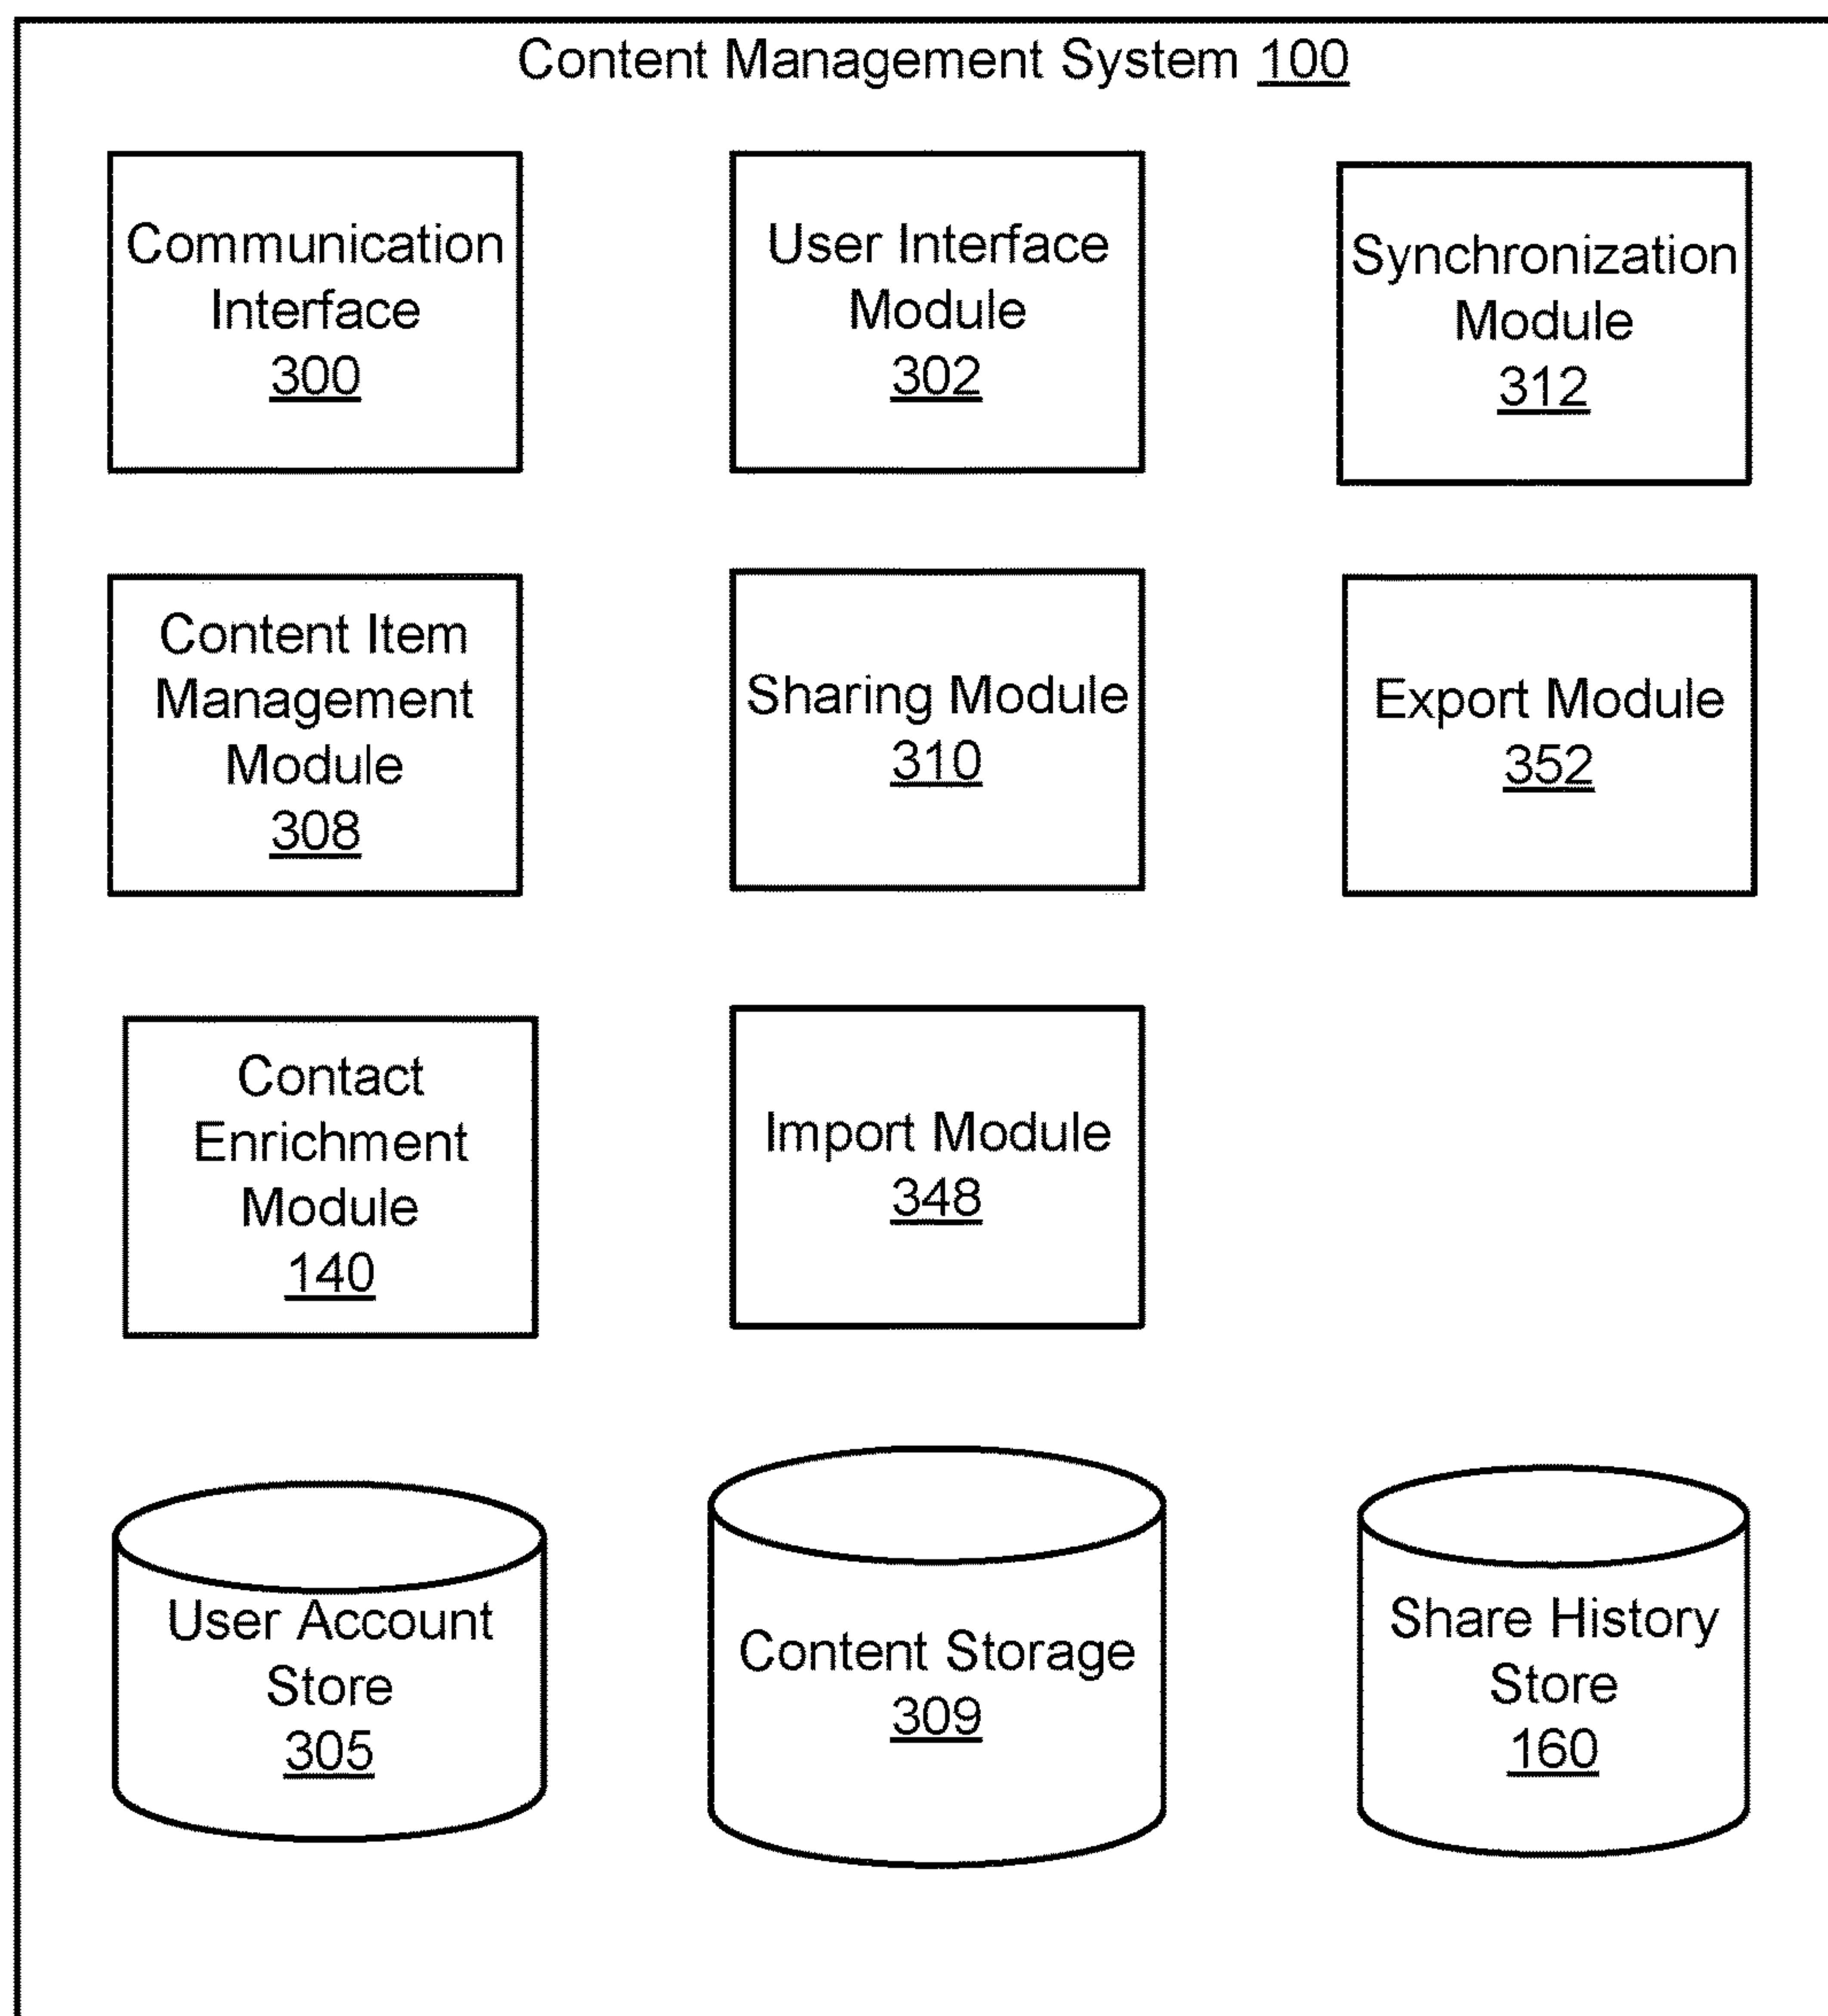 Content Management System 100
Communication
Interface
300
User Interface
Module
302
Synchronization
Module
312
Content Item
Management
Module
308
Sharing Module
310
Export Module
352
Contact
Enrichment
Module
140
Import Module
348
User Account
Store
305
Content Storage
309
Share History
Store
160